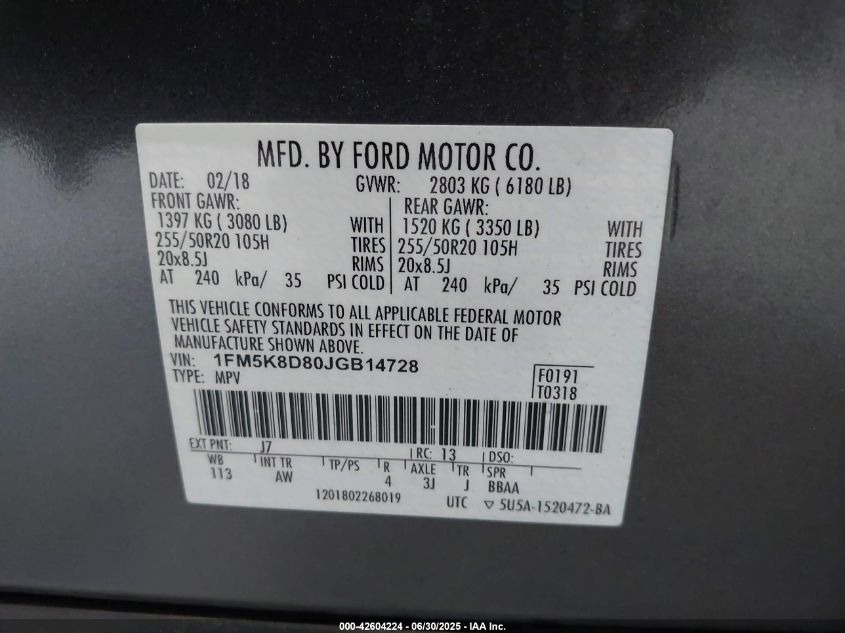 MFD. BY FORD MOTOR CO.
DATE: 02/18 GVWR: 2803 KG ( 6180 LB)
FRONT GAWR: REAR GAWR:
1397 KG ( 3080 LB) WITH 1520 KG ( 3350 LB) WITH
255/50R20 105H TIRES 255/50R20 105H TIRES
20x8.5J RIMS 20x8.5J RIMS
AT 240 kPa/ 35 PSI COLD AT 240 kPa/ 35 PSI COLD
THIS VEHICLE CONFORMS TO ALL APPLICABLE FEDERAL MOTOR
VEHICLE SAFETY STANDARDS IN EFFECT ON THE DATE OF
MANUFACTURE SHOWN ABOVE.
VIN: 1FM5K8D80JGB14728
TYPE: MPV
F0191
T0318
EXT PNT: J7 RC: 13 DSO:
WB INT TR TP/PS R AXLE TR SPR
113 AW 4 3J J BBAA
1201802268019 UTC ▽ 5U5A-1520472-BA
000-42604224 - 06/30/2025 - IAA Inc.